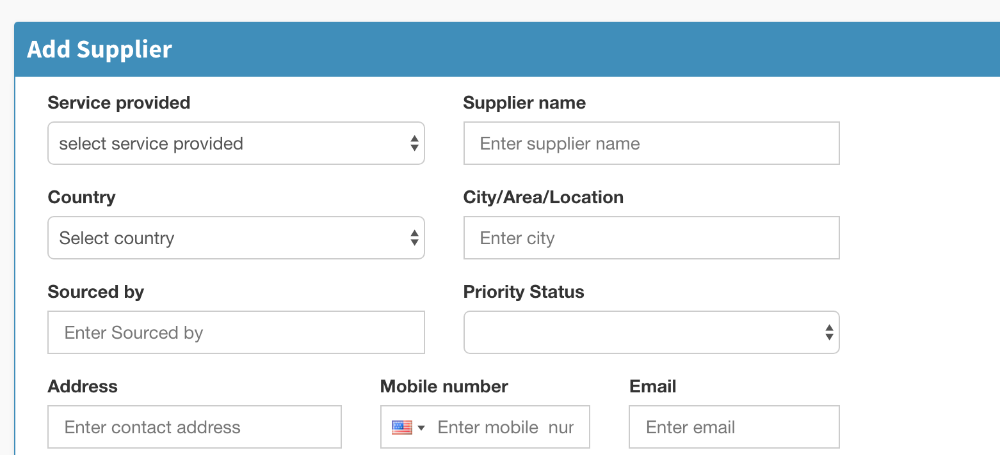 Add Supplier
Service provided Supplier name
select service provided Enter supplier name
Country City/Area/Location
Select country Enter city
Sourced by Priority Status
Enter Sourced by
Address Mobile number Email
Enter contact address Enter mobile  nur Enter email